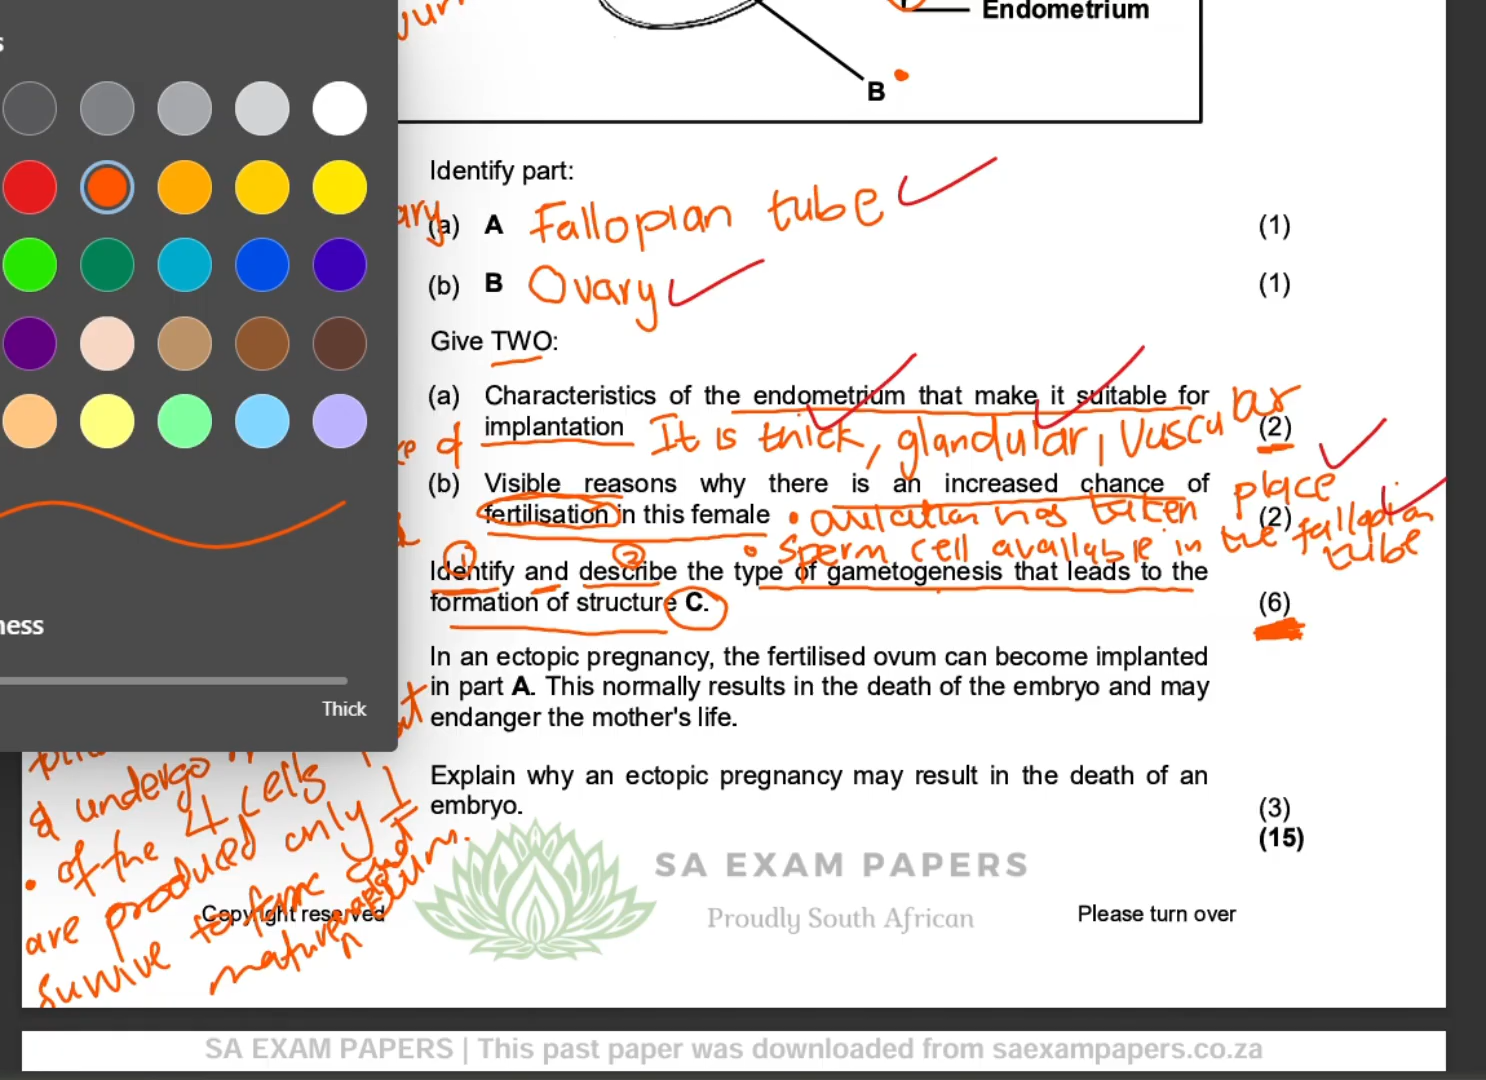 Endometrium
B
Identify part:
(a) A Fallopian tube (1)
(b) B Ovary (1)
Give TWO:
(a) Characteristics of the endometrium that make it suitable for
implantation It is thick, glandular, Vuscular (2)
(b) Visible reasons why there is an increased chance of
fertilisation in this female • ovulation has taken place (2)
• sperm cell available in the fallopian
tube
Identify and describe the type of gametogenesis that leads to the
formation of structure C. (6)
1 2
In an ectopic pregnancy, the fertilised ovum can become implanted
in part A. This normally results in the death of the embryo and may
endanger the mother's life.
Thick
Explain why an ectopic pregnancy may result in the death of an
embryo. (3)
(15)
& undergo
• of the 4 cells
are produced only 1
survive to form
mature
SA EXAM PAPERS
Proudly South African
Copyright reserved
Please turn over
SA EXAM PAPERS | This past paper was downloaded from saexampapers.co.za